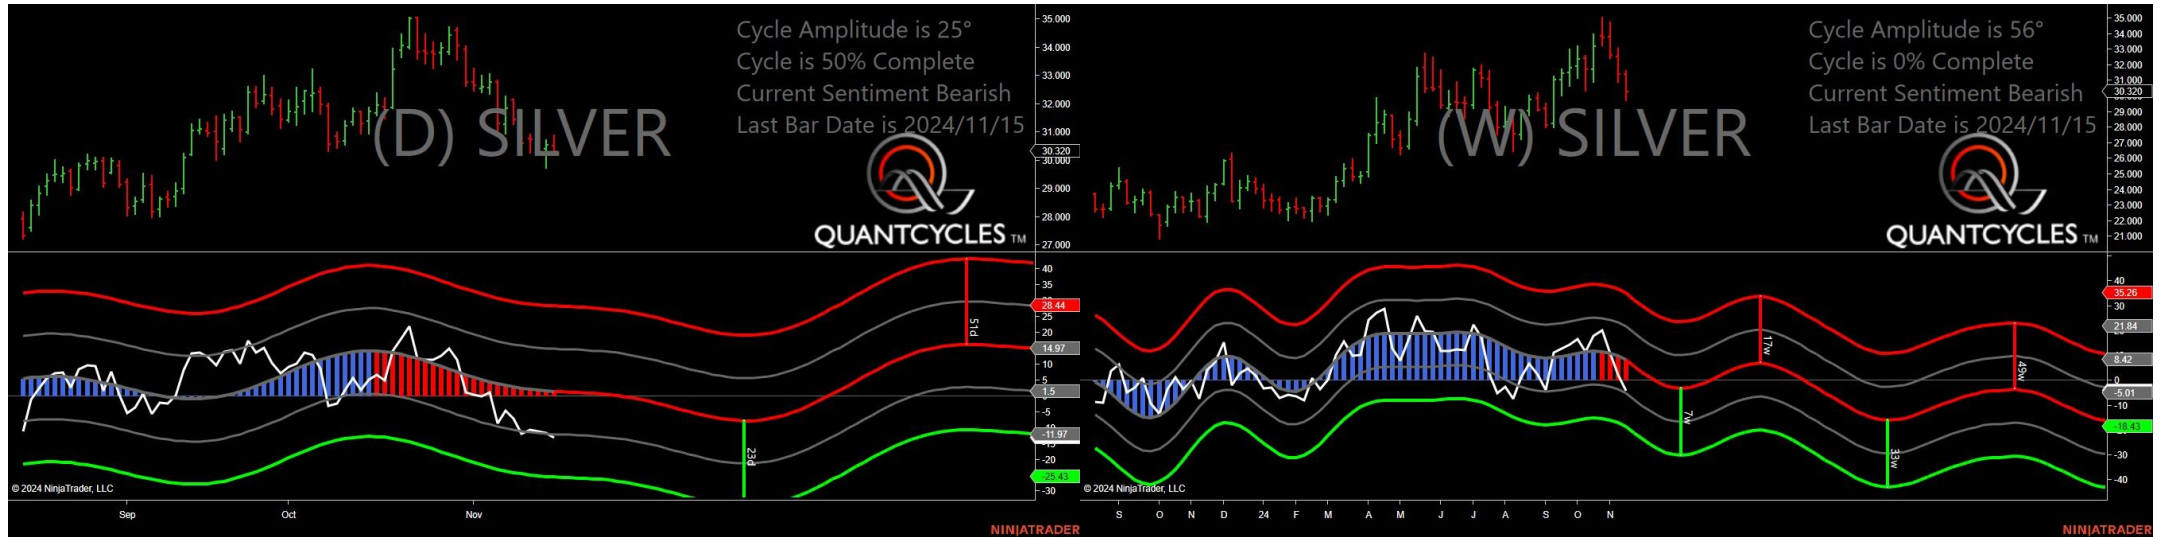 Cycle Amplitude is 25°
Cycle is 50% Complete
Current Sentiment Bearish
Last Bar Date is 2024/11/15
(D) SILVER
QUANTCYCLES TM
35.000
34.000
33.000
32.000
31.000
30.320
30.000
29.000
28.000
27.000
40
35
28.44
25
20
14.97
10
5
1.5
-5
-11.97
-20
-25.43
-30
51d
23d
© 2024 NinjaTrader, LLC
Sep Oct Nov
NINJATRADER
Cycle Amplitude is 56°
Cycle is 0% Complete
Current Sentiment Bearish
Last Bar Date is 2024/11/15
(W) SILVER
QUANTCYCLES TM
35.000
34.000
33.000
32.000
31.000
30.320
29.000
28.000
27.000
26.000
25.000
24.000
23.000
22.000
21.000
40
35.26
30
21.84
8.42
0
-5.01
-10
-18.43
-30
-40
17w
49w
7w
33w
© 2024 NinjaTrader, LLC
S O N D 24 F M A M J J A S O N
NINJATRADER